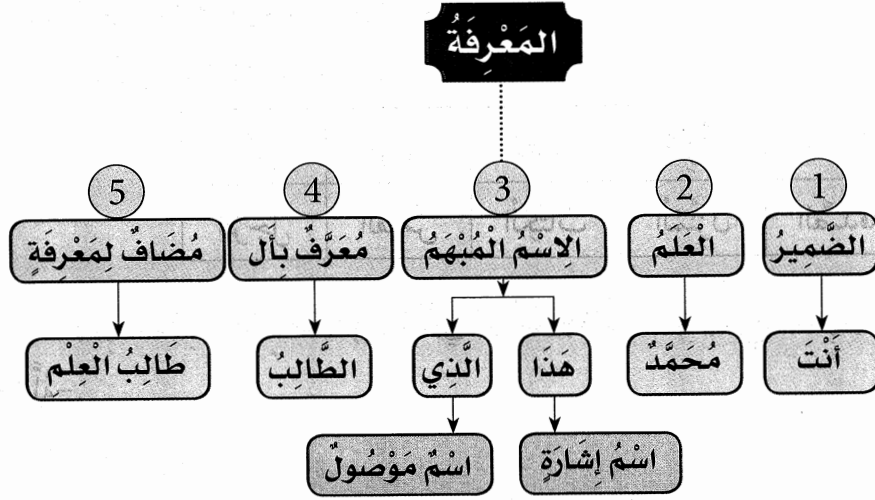 المَعْرِفَةُ
1
2
3
4
5
الضَّمِيرُ
الْعَلَمُ
الِاسْمُ الْمُبْهَمُ
مُعَرَّفٌ بِأَل
مُضَافٌ لِمَعْرِفَةٍ
أَنْتَ
مُحَمَّدٌ
هَذَا
الَّذِي
الطَّالِبُ
طَالِبُ الْعِلْمِ
اسْمُ إِشَارَةٍ
اسْمٌ مَوْصُولٌ